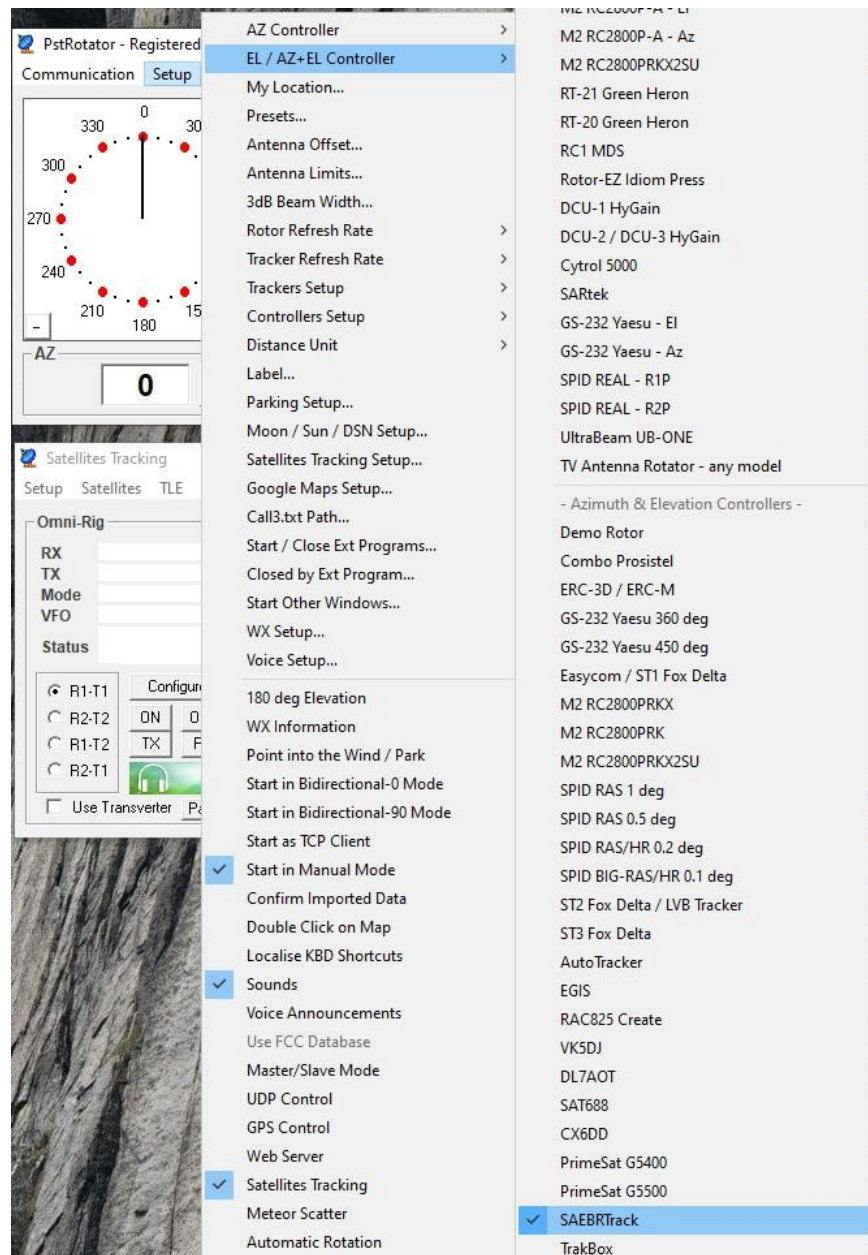 PstRotator - Registered
Communication Setup
0
330
30
300
270
240
210
15
180
-
AZ
0
Satellites Tracking
Setup Satellites TLE
Omni-Rig
RX
TX
Mode
VFO
Status
R1-T1
R2-T2
R1-T2
R2-T1
Configure
ON
TX
Use Transverter
AZ Controller
EL / AZ+EL Controller
My Location...
Presets...
Antenna Offset...
Antenna Limits...
3dB Beam Width...
Rotor Refresh Rate
Tracker Refresh Rate
Trackers Setup
Controllers Setup
Distance Unit
Label...
Parking Setup...
Moon / Sun / DSN Setup...
Satellites Tracking Setup...
Google Maps Setup...
Call3.txt Path...
Start / Close Ext Programs...
Closed by Ext Program...
Start Other Windows...
WX Setup...
Voice Setup...
180 deg Elevation
WX Information
Point into the Wind / Park
Start in Bidirectional-0 Mode
Start in Bidirectional-90 Mode
Start as TCP Client
Start in Manual Mode
Confirm Imported Data
Double Click on Map
Localise KBD Shortcuts
Sounds
Voice Announcements
Use FCC Database
Master/Slave Mode
UDP Control
GPS Control
Web Server
Satellites Tracking
Meteor Scatter
Automatic Rotation
M2 RC2800P-A - El
M2 RC2800P-A - Az
M2 RC2800PRKX2SU
RT-21 Green Heron
RT-20 Green Heron
RC1 MDS
Rotor-EZ Idiom Press
DCU-1 HyGain
DCU-2 / DCU-3 HyGain
Cytrol 5000
SARtek
GS-232 Yaesu - El
GS-232 Yaesu - Az
SPID REAL - R1P
SPID REAL - R2P
UltraBeam UB-ONE
TV Antenna Rotator - any model
- Azimuth & Elevation Controllers -
Demo Rotor
Combo Prosistel
ERC-3D / ERC-M
GS-232 Yaesu 360 deg
GS-232 Yaesu 450 deg
Easycom / ST1 Fox Delta
M2 RC2800PRKX
M2 RC2800PRK
M2 RC2800PRKX2SU
SPID RAS 1 deg
SPID RAS 0.5 deg
SPID RAS/HR 0.2 deg
SPID BIG-RAS/HR 0.1 deg
ST2 Fox Delta / LVB Tracker
ST3 Fox Delta
AutoTracker
EGIS
RAC825 Create
VK5DJ
DL7AOT
SAT688
CX6DD
PrimeSat G5400
PrimeSat G5500
SAEBRTrack
TrakBox